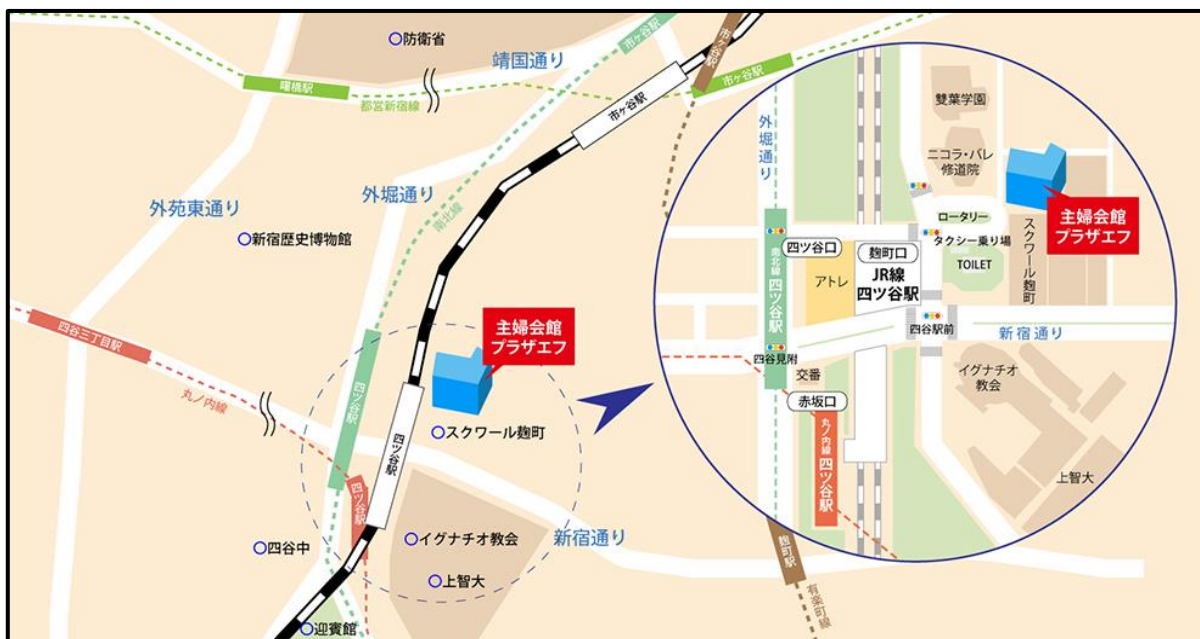 防衛省
靖国通り
市ヶ谷駅
市ヶ谷駅
市ヶ谷駅
市ヶ谷駅
曙橋駅
都営新宿線
外堀通り
南北線
外苑東通り
新宿歴史博物館
四谷三丁目駅
丸ノ内線
四ツ谷駅
四ツ谷駅
四ツ谷駅
主婦会館
プラザエフ
スクワール麹町
新宿通り
イグナチオ教会
上智大
四谷中
迎賓館
外堀通り
雙葉学園
ニコラ・バレ
修道院
主婦会館
プラザエフ
ロータリー
タクシー乗り場
TOILET
スクワール麹町
四ツ谷口
麹町口
JR線
四ツ谷駅
アトレ
南北線 四ツ谷駅
四谷見附
四谷駅前
新宿通り
交番
赤坂口
丸ノ内線 四ツ谷駅
イグナチオ
教会
上智大
麹町駅
有楽町線